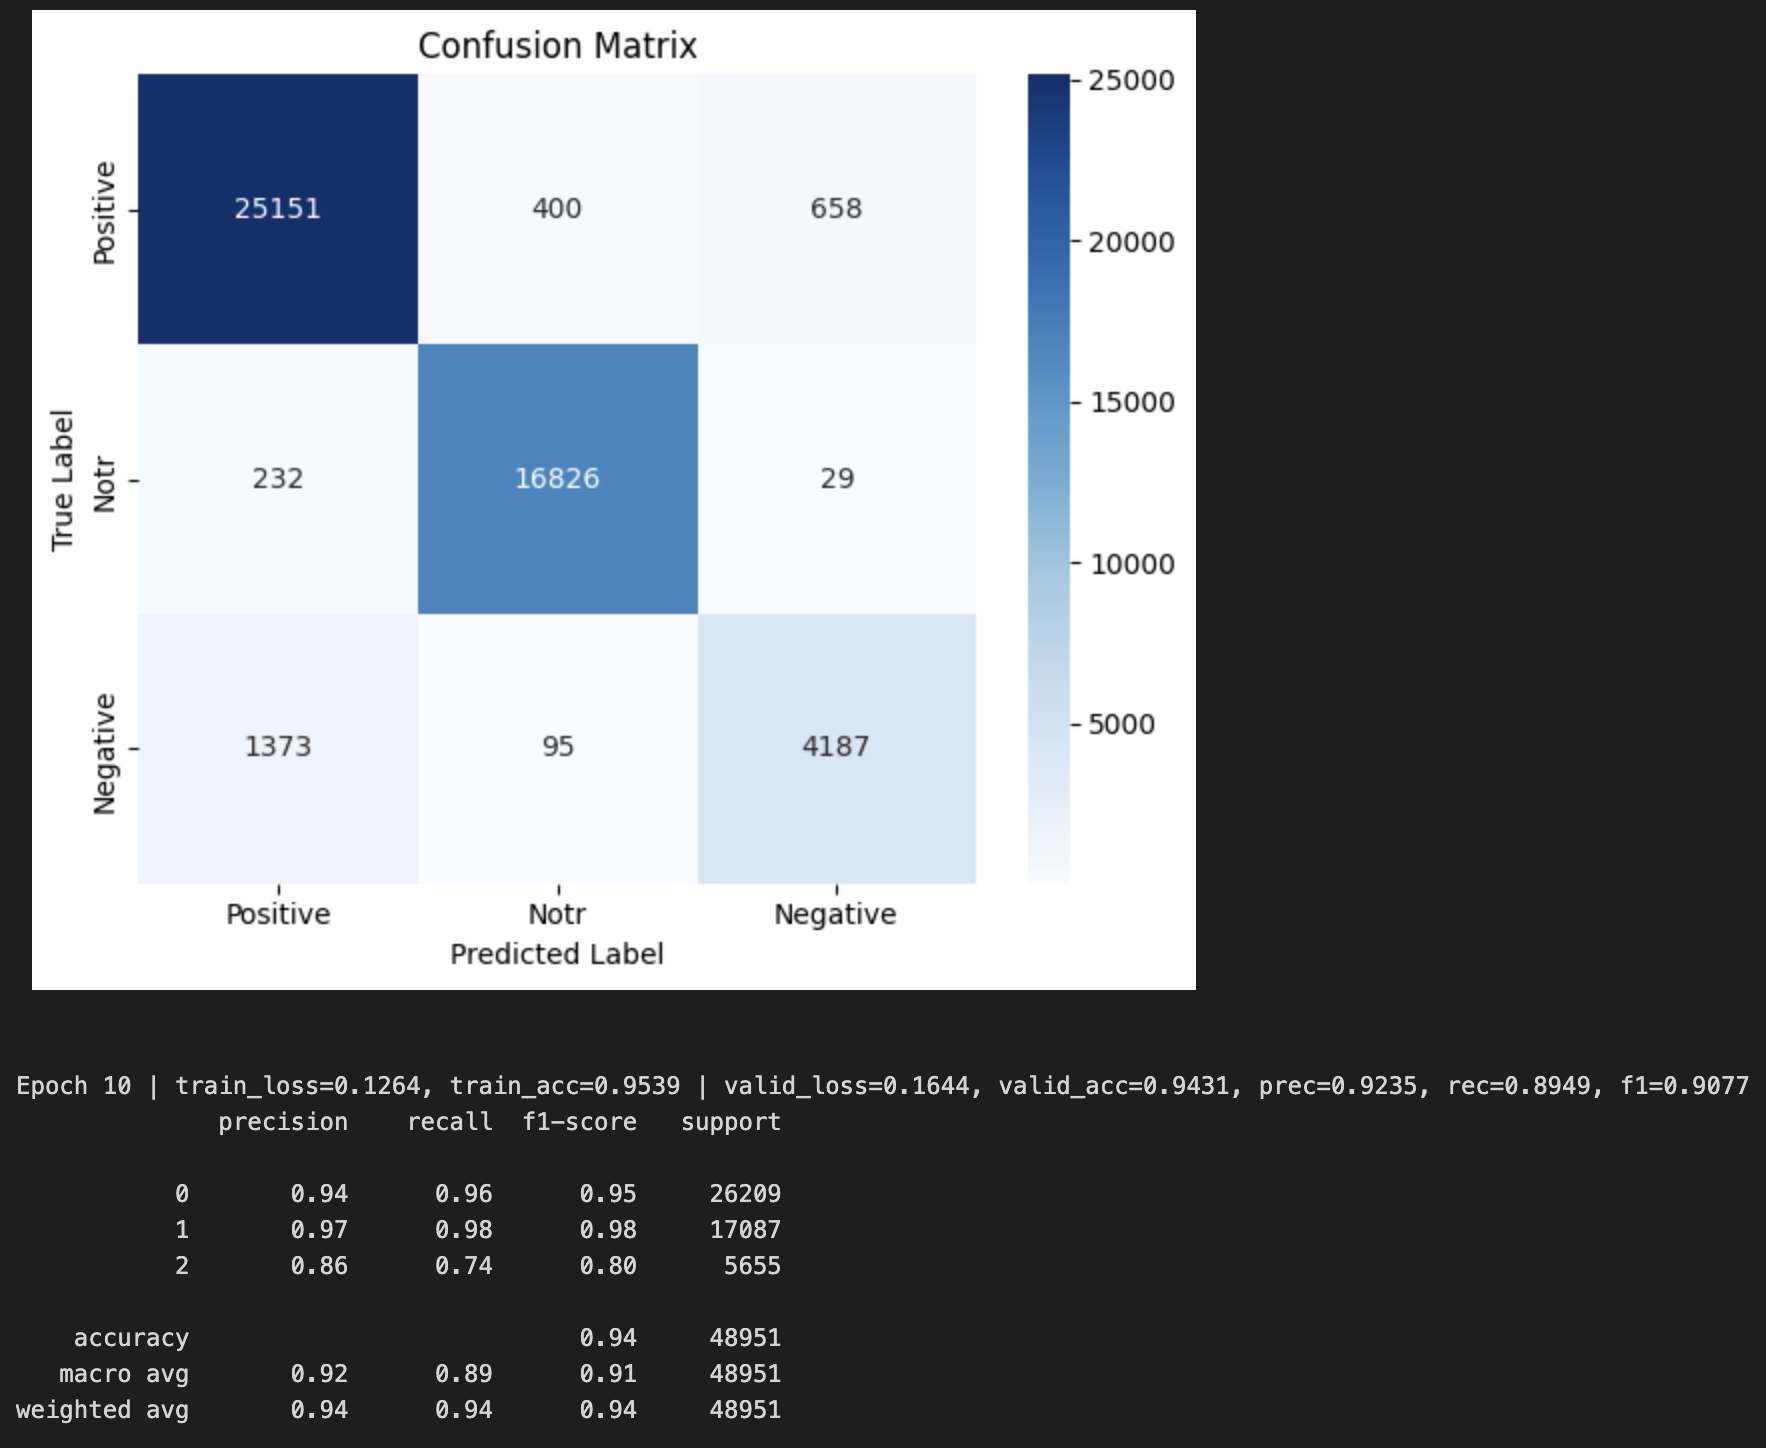 Confusion Matrix
25000
Positive 25151 400 658
20000
15000
True Label
Notr 232 16826 29
10000
5000
Negative 1373 95 4187
Positive Notr Negative
Predicted Label
Epoch 10 | train_loss=0.1264, train_acc=0.9539 | valid_loss=0.1644, valid_acc=0.9431, prec=0.9235, rec=0.8949, f1=0.9077
precision recall f1-score support
0 0.94 0.96 0.95 26209
1 0.97 0.98 0.98 17087
2 0.86 0.74 0.80 5655
accuracy 0.94 48951
macro avg 0.92 0.89 0.91 48951
weighted avg 0.94 0.94 0.94 48951